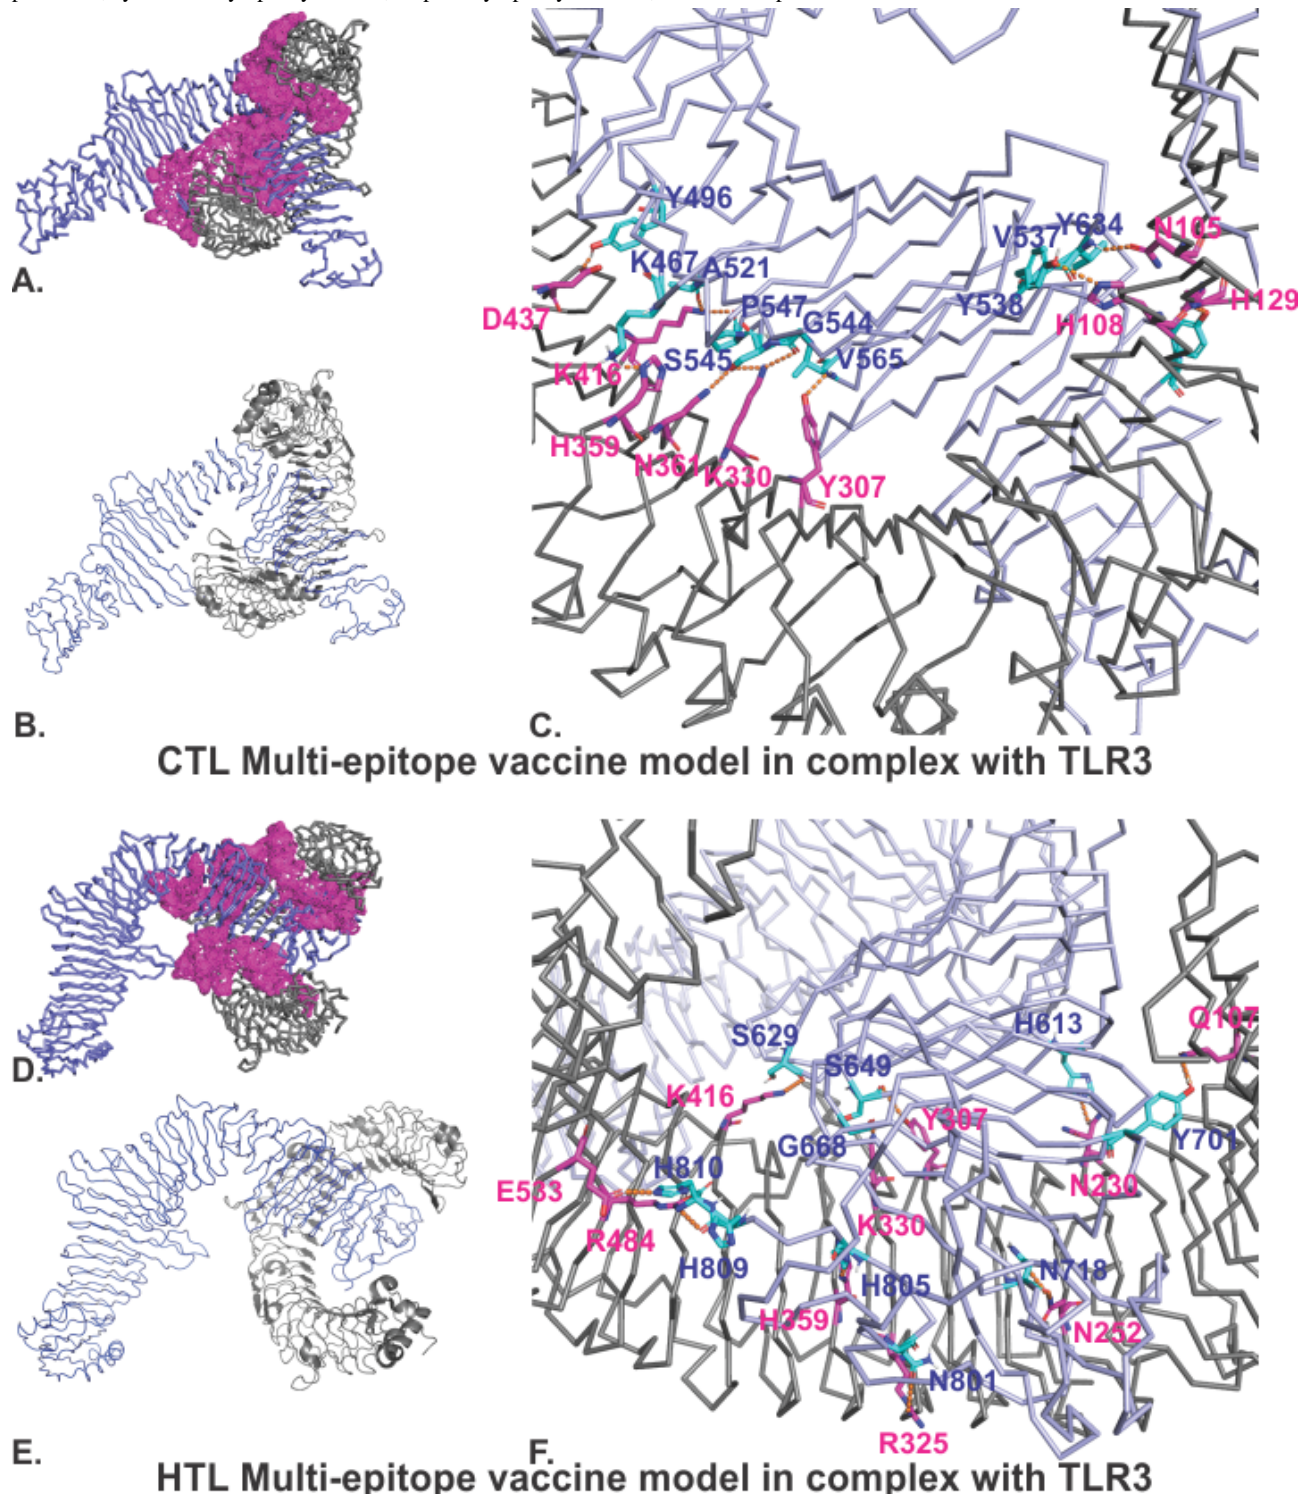 A.
B.
Y496
K467
A521
D437
P547
G544
K416
S545
V565
H359
N361
K330
Y307
V537
Y634
N105
Y538
H108
H129
C.
CTL Multi-epitope vaccine model in complex with TLR3
D.
E.
S629
H613
Q107
S649
K416
Y307
G668
Y701
H810
E533
N230
R484
K330
H809
H805
N718
H359
N252
N801
R325
F.
HTL Multi-epitope vaccine model in complex with TLR3